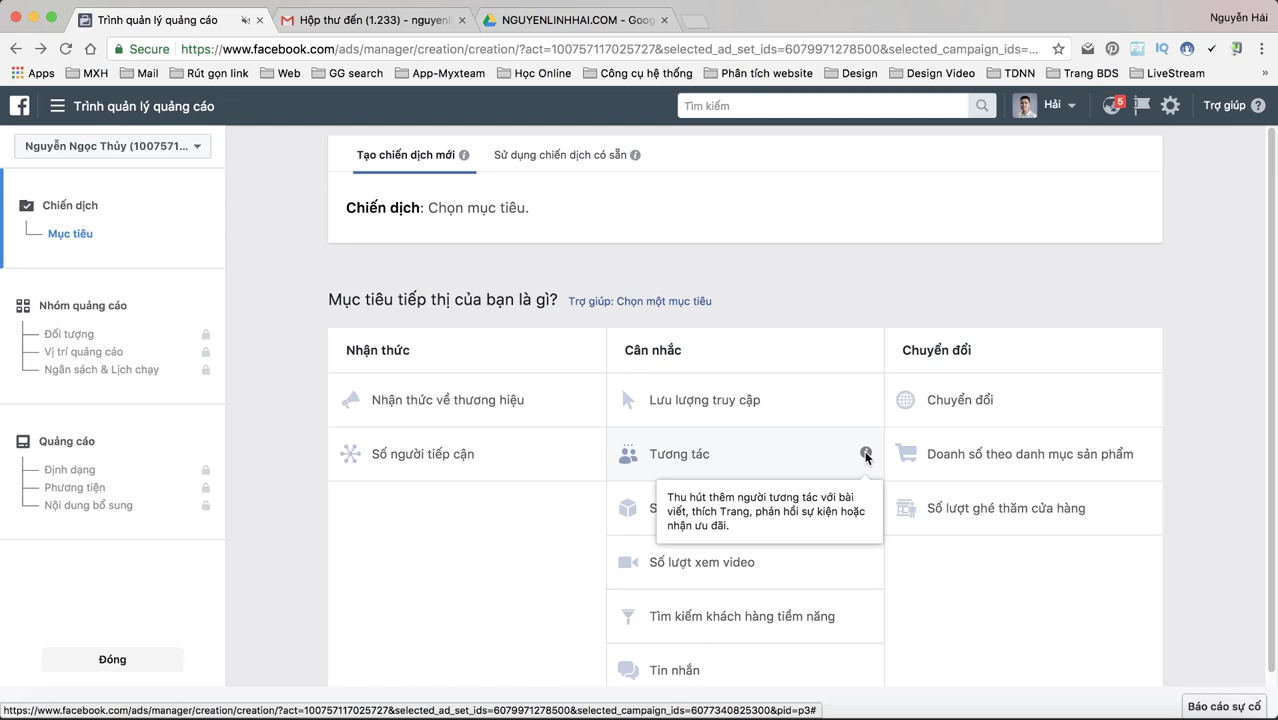 Trình quản lý quảng cáo
Hộp thư đến (1.233) - nguyenli
NGUYENLINHHAI.COM - Goog
Nguyễn Hải
Secure
https://www.facebook.com/ads/manager/creation/creation/?act=100757117025727&selected_ad_set_ids=6079971278500&selected_campaign_ids=...
Apps
MXH
Mail
Rút gọn link
Web
GG search
App-Myxteam
Học Online
Công cụ hệ thống
Phân tích website
Design
Design Video
TDNN
Trang BDS
LiveStream
»
Trình quản lý quảng cáo
Tìm kiếm
Hải
5
Trợ giúp
Nguyễn Ngọc Thủy (1007571...
Chiến dịch
Mục tiêu
Nhóm quảng cáo
Đối tượng
Vị trí quảng cáo
Ngân sách & Lịch chạy
Quảng cáo
Định dạng
Phương tiện
Nội dung bổ sung
Đóng
Tạo chiến dịch mới
Sử dụng chiến dịch có sẵn
Chiến dịch: Chọn mục tiêu.
Mục tiêu tiếp thị của bạn là gì?
Trợ giúp: Chọn một mục tiêu
Nhận thức
Cân nhắc
Chuyển đổi
Nhận thức về thương hiệu
Lưu lượng truy cập
Chuyển đổi
Số người tiếp cận
Tương tác
Doanh số theo danh mục sản phẩm
Thu hút thêm người tương tác với bài
viết, thích Trang, phản hồi sự kiện hoặc
nhận ưu đãi.
Số lượt ghé thăm cửa hàng
Số lượt xem video
Tìm kiếm khách hàng tiềm năng
Tin nhắn
https://www.facebook.com/ads/manager/creation/creation/?act=100757117025727&selected_ad_set_ids=6079971278500&selected_campaign_ids=6077340825300&pid=p3#
Báo cáo sự cố